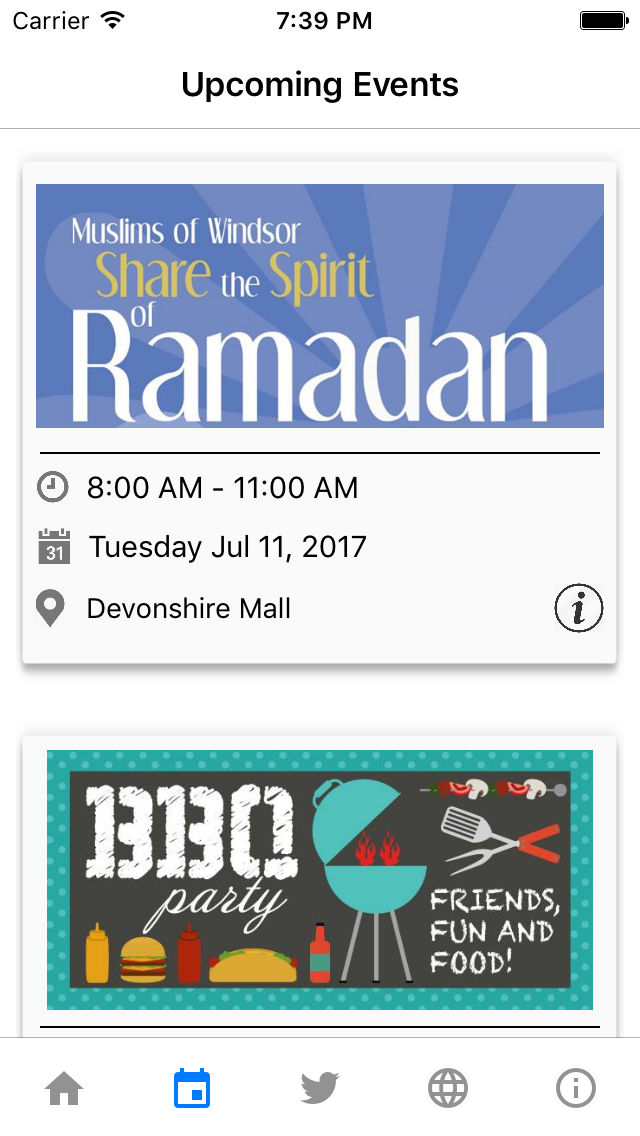 Carrier 7:39 PM
Upcoming Events
Muslims of Windsor
Share the Spirit
of
Ramadan
8:00 AM - 11:00 AM
31 Tuesday Jul 11, 2017
Devonshire Mall i
BBQ
party
FRIENDS,
FUN AND
FOOD!